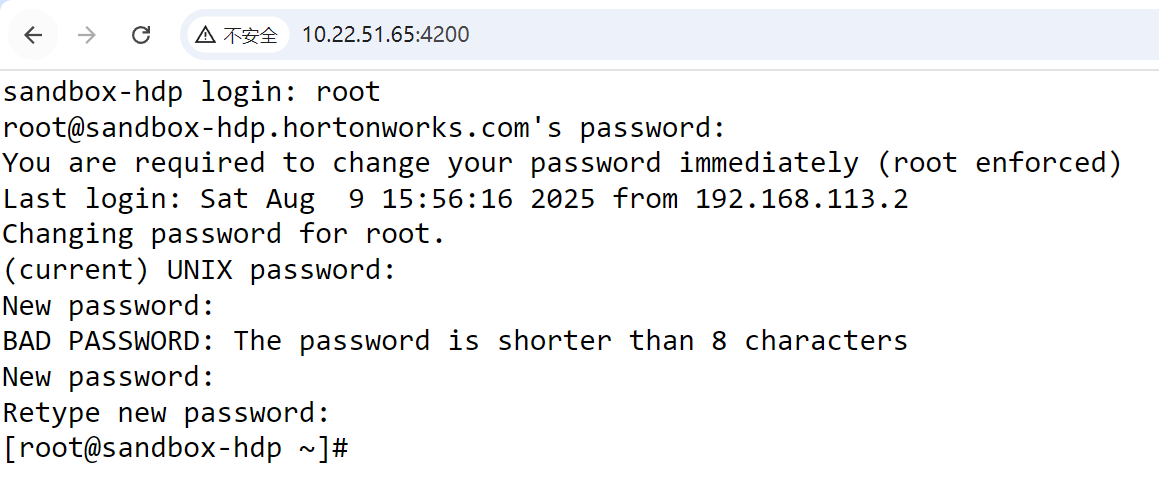 不安全 10.22.51.65:4200
sandbox-hdp login: root
root@sandbox-hdp.hortonworks.com's password:
You are required to change your password immediately (root enforced)
Last login: Sat Aug  9 15:56:16 2025 from 192.168.113.2
Changing password for root.
(current) UNIX password:
New password:
BAD PASSWORD: The password is shorter than 8 characters
New password:
Retype new password:
[root@sandbox-hdp ~]#